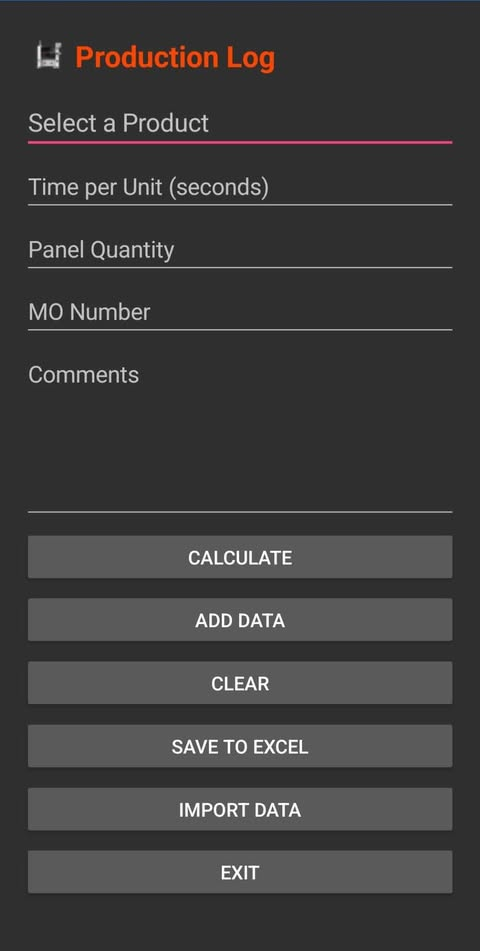 Production Log
Select a Product
Time per Unit (seconds)
Panel Quantity
MO Number
Comments
CALCULATE
ADD DATA
CLEAR
SAVE TO EXCEL
IMPORT DATA
EXIT